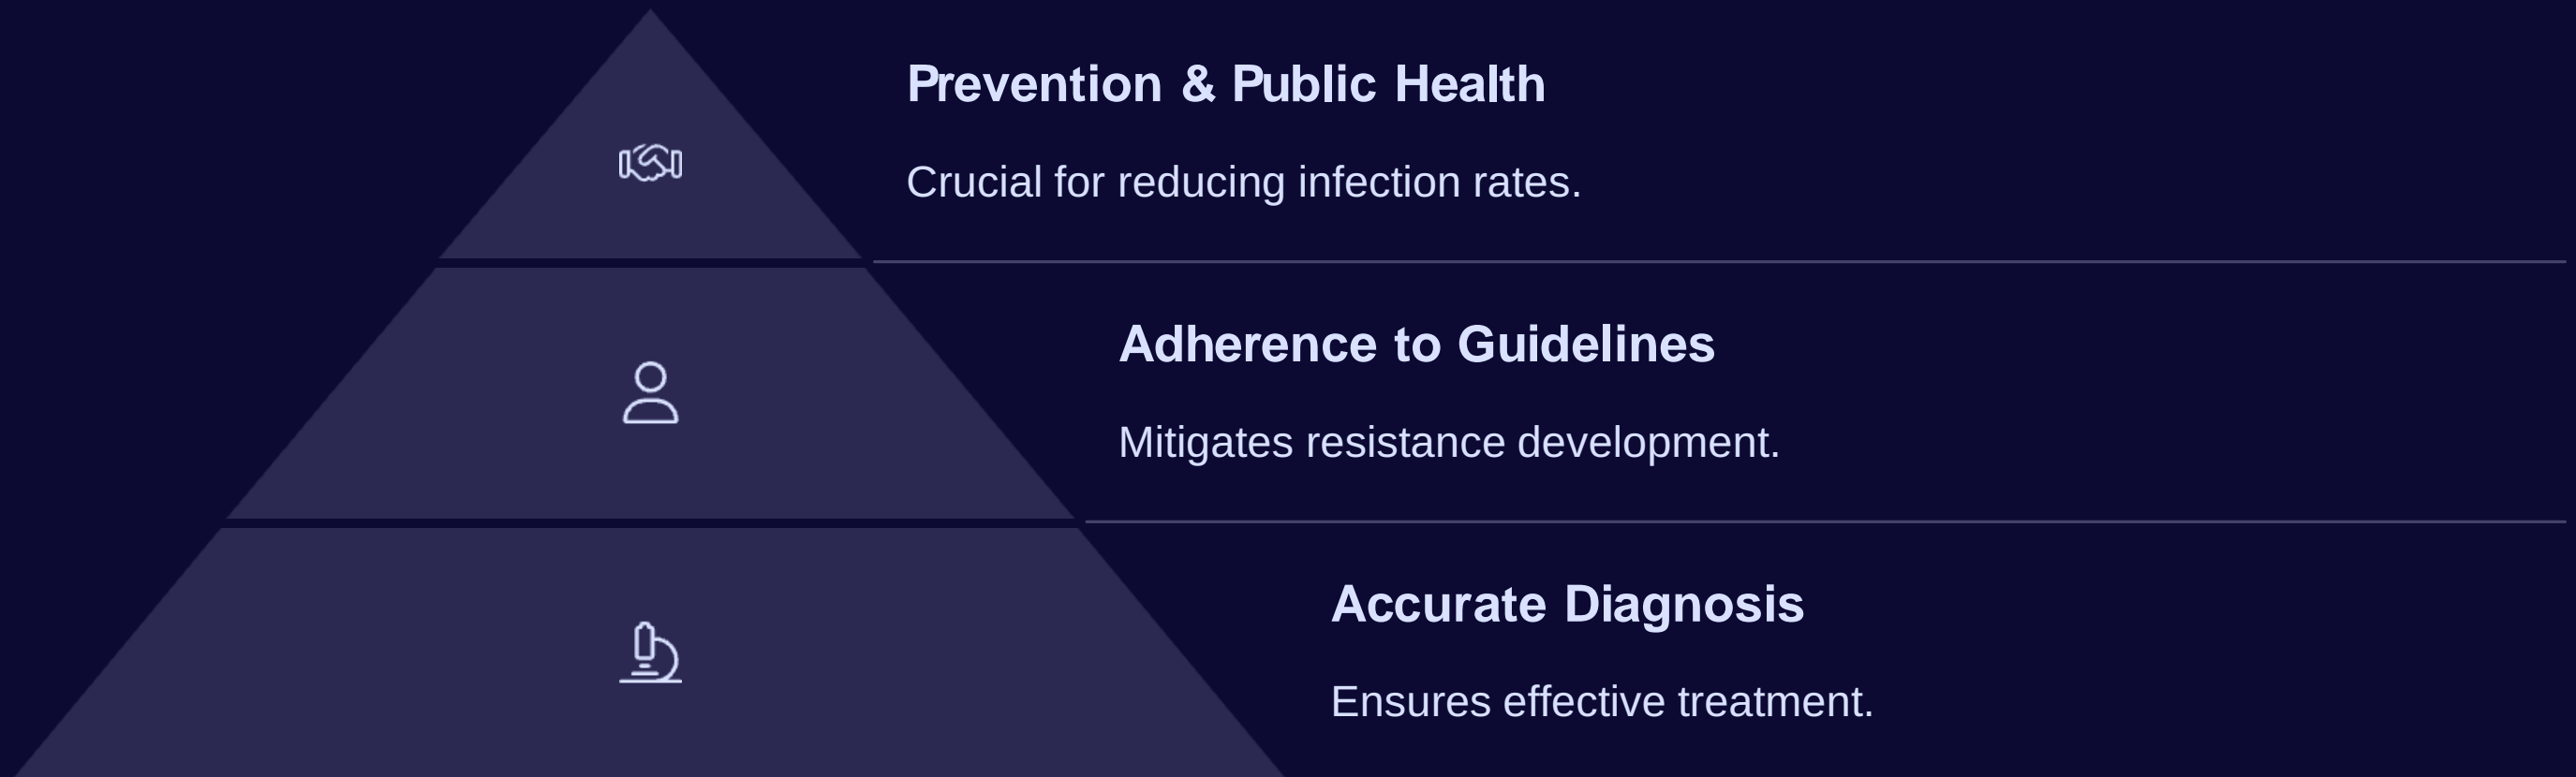 Prevention & Public Health
Crucial for reducing infection rates.
Adherence to Guidelines
Mitigates resistance development.
Accurate Diagnosis
Ensures effective treatment.